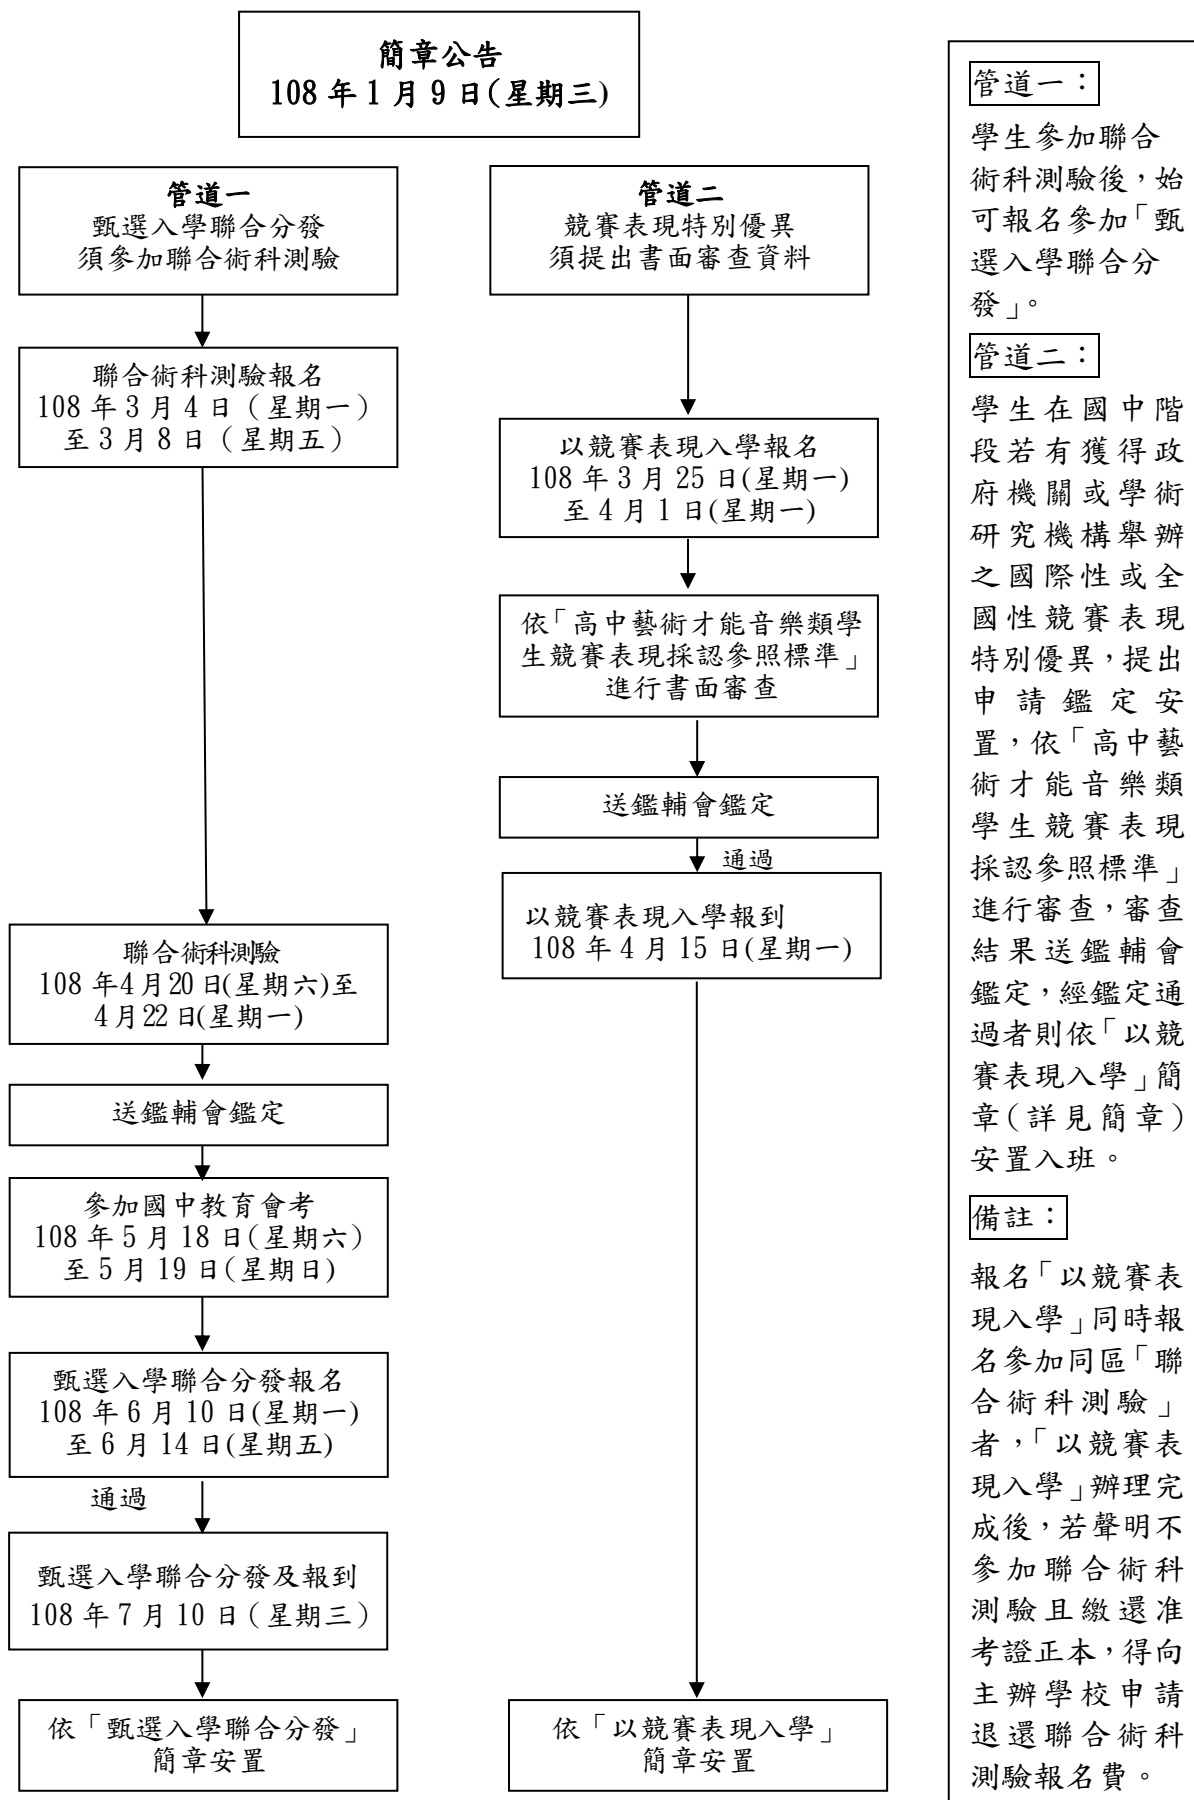 簡章公告
108 年 1 月 9 日(星期三)
管道一
甄選入學聯合分發
須參加聯合術科測驗
聯合術科測驗報名
108 年 3 月 4 日（星期一）
至 3 月 8 日（星期五）
聯合術科測驗
108 年4月20 日(星期六)至
4月22日(星期一)
送鑑輔會鑑定
參加國中教育會考
108 年 5 月 18 日(星期六)
至 5 月 19 日(星期日)
甄選入學聯合分發報名
108 年 6 月 10 日(星期一)
至 6 月 14 日(星期五)
通過
甄選入學聯合分發及報到
108 年 7 月 10 日（星期三）
依「甄選入學聯合分發」
簡章安置
管道二
競賽表現特別優異
須提出書面審查資料
以競賽表現入學報名
108 年 3 月 25 日(星期一)
至 4 月 1 日(星期一)
依「高中藝術才能音樂類學
生競賽表現採認參照標準」
進行書面審查
送鑑輔會鑑定
通過
以競賽表現入學報到
108 年 4 月 15 日(星期一)
依「以競賽表現入學」
簡章安置
管道一：
學生參加聯合
術科測驗後，始
可報名參加「甄
選入學聯合分
發」。
管道二：
學生在國中階
段若有獲得政
府機關或學術
研究機構舉辦
之國際性或全
國性競賽表現
特別優異，提出
申請鑑定安
置，依「高中藝
術才能音樂類
學生競賽表現
採認參照標準」
進行審查，審查
結果送鑑輔會
鑑定，經鑑定通
過者則依「以競
賽表現入學」簡
章(詳見簡章)
安置入班。
備註：
報名「以競賽表
現入學」同時報
名參加同區「聯
合術科測驗」
者，「以競賽表
現入學」辦理完
成後，若聲明不
參加聯合術科
測驗且繳還准
考證正本，得向
主辦學校申請
退還聯合術科
測驗報名費。